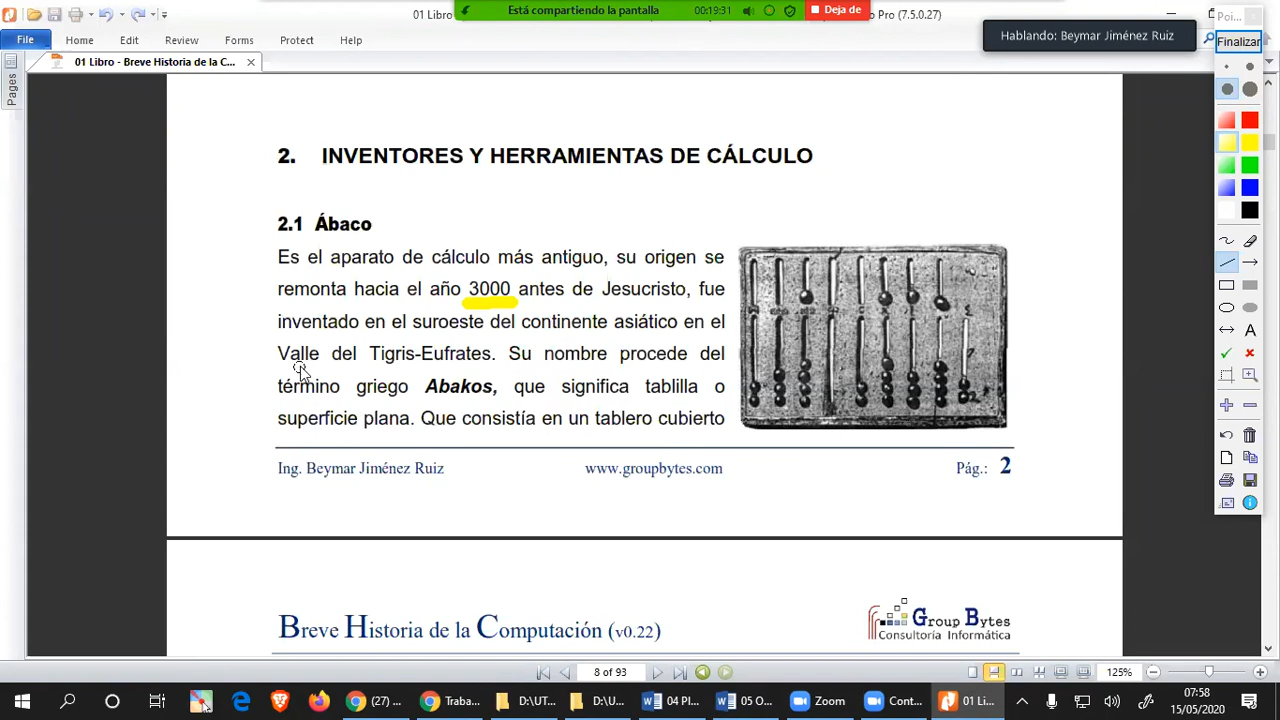 01 Libro
Está compartiendo la pantalla
00:19:31
Deja de
o Pro (7.5.0.27)
Hablando: Beymar Jiménez Ruiz
Poi...
File
Home
Edit
Review
Forms
Protect
Help
Finalizar
01 Libro - Breve Historia de la C...
Pages
2. INVENTORES Y HERRAMIENTAS DE CÁLCULO
2.1 Ábaco
Es el aparato de cálculo más antiguo, su origen se
remonta hacia el año 3000 antes de Jesucristo, fue
inventado en el suroeste del continente asiático en el
Valle del Tigris-Eufrates. Su nombre procede del
término griego Abakos, que significa tablilla o
superficie plana. Que consistía en un tablero cubierto
Ing. Beymar Jiménez Ruiz
www.groupbytes.com
Pág.: 2
Breve Historia de la Computación (v0.22)
Group Bytes
Consultoría Informática
8 of 93
125%
(27) ...
Traba...
D:\UT...
D:\U...
04 Pl...
05 O...
Zoom
Cont...
01 Li...
07:58
15/05/2020